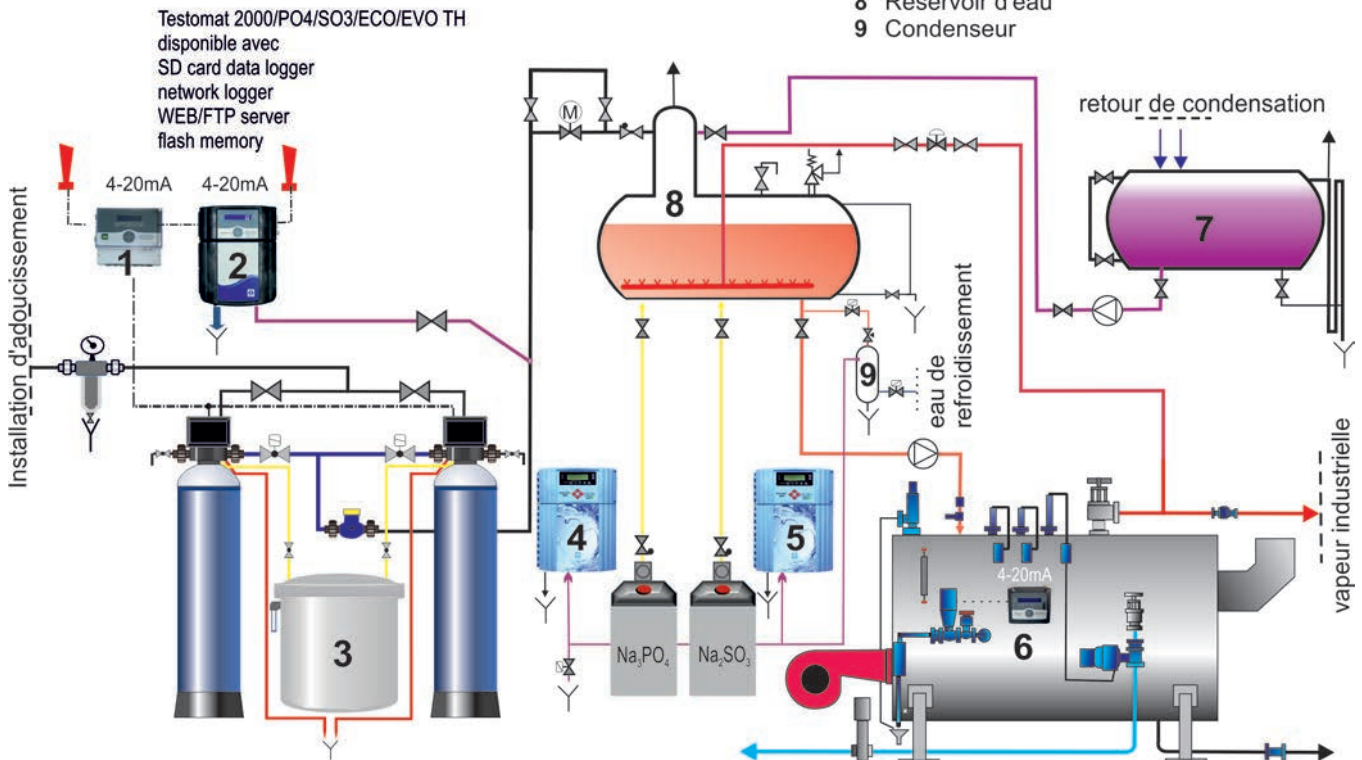 Testomat 2000/PO4/SO3/ECO/EVO TH
disponible avec
SD card data logger
network logger
WEB/FTP server
flash memory
8 Réservoir d'eau
9 Condenseur
4-20mA
4-20mA
1
2
Installation d'adoucissement
M
8
retour de condensation
7
9
eau de
refroidissement
3
4
5
Na₃PO₄
Na₂SO₃
4-20mA
6
vapeur industrielle